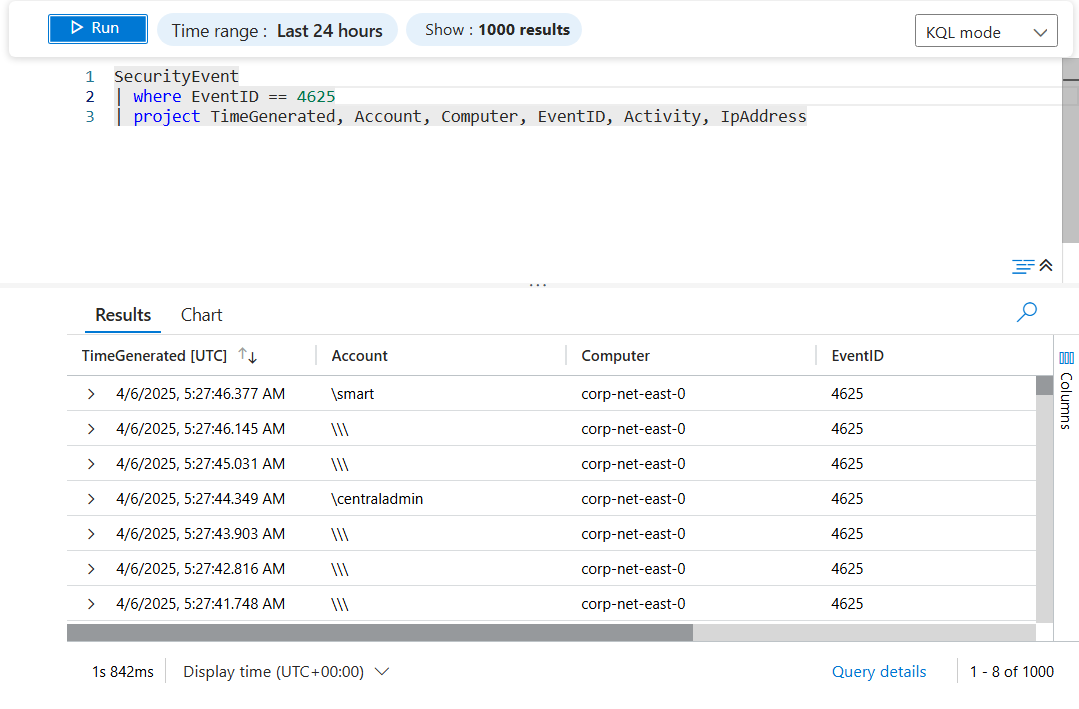 Run Time range : Last 24 hours Show : 1000 results KQL mode
1 SecurityEvent
2 | where EventID == 4625
3 | project TimeGenerated, Account, Computer, EventID, Activity, IpAddress
...
Results Chart
TimeGenerated [UTC] Account Computer EventID
4/6/2025, 5:27:46.377 AM \smart corp-net-east-0 4625
4/6/2025, 5:27:46.145 AM \\\ corp-net-east-0 4625
4/6/2025, 5:27:45.031 AM \\\ corp-net-east-0 4625
4/6/2025, 5:27:44.349 AM \centraladmin corp-net-east-0 4625
4/6/2025, 5:27:43.903 AM \\\ corp-net-east-0 4625
4/6/2025, 5:27:42.816 AM \\\ corp-net-east-0 4625
4/6/2025, 5:27:41.748 AM \\\ corp-net-east-0 4625
Columns
1s 842ms Display time (UTC+00:00) Query details 1 - 8 of 1000